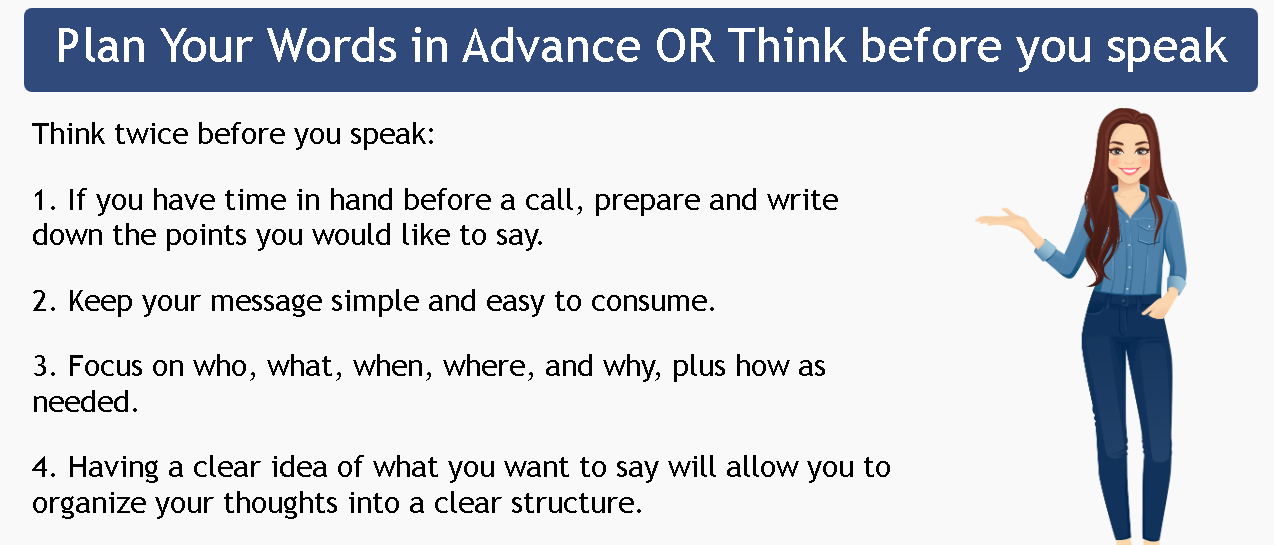 Plan Your Words in Advance OR Think before you speak
Think twice before you speak:
1. If you have time in hand before a call, prepare and write
down the points you would like to say.
2. Keep your message simple and easy to consume.
3. Focus on who, what, when, where, and why, plus how as
needed.
4. Having a clear idea of what you want to say will allow you to
organize your thoughts into a clear structure.